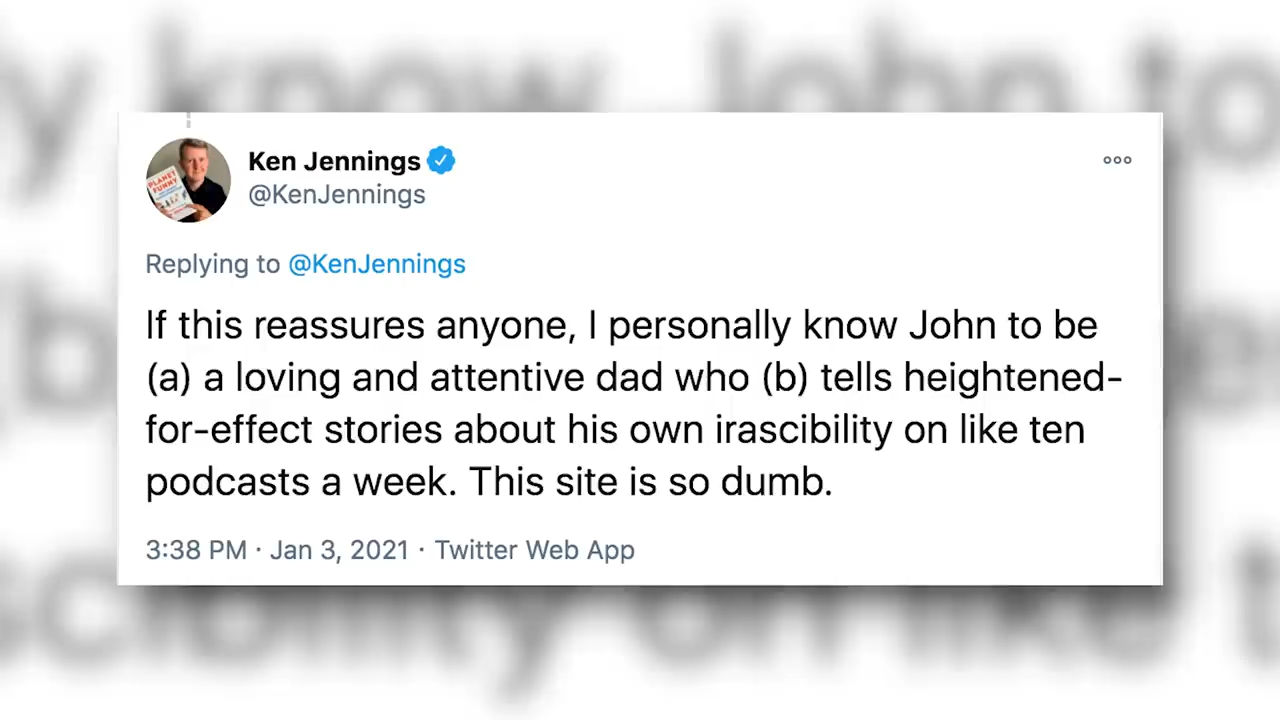 Ken Jennings
@KenJennings
Replying to @KenJennings
If this reassures anyone, I personally know John to be
(a) a loving and attentive dad who (b) tells heightened-
for-effect stories about his own irascibility on like ten
podcasts a week. This site is so dumb.
3:38 PM · Jan 3, 2021 · Twitter Web App
PLANET
FUNNY